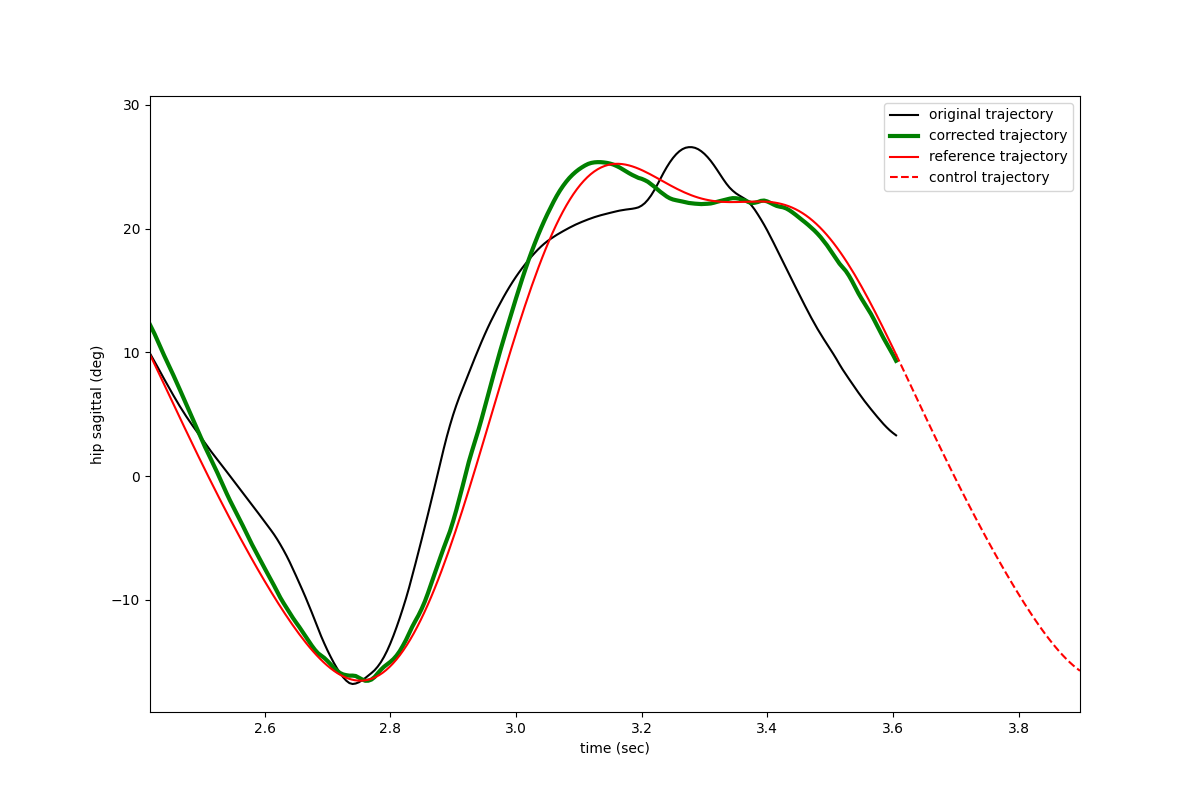 original trajectory
corrected trajectory
reference trajectory
control trajectory
30
20
10
0
−10
hip sagittal (deg)
2.6 2.8 3.0 3.2 3.4 3.6 3.8
time (sec)